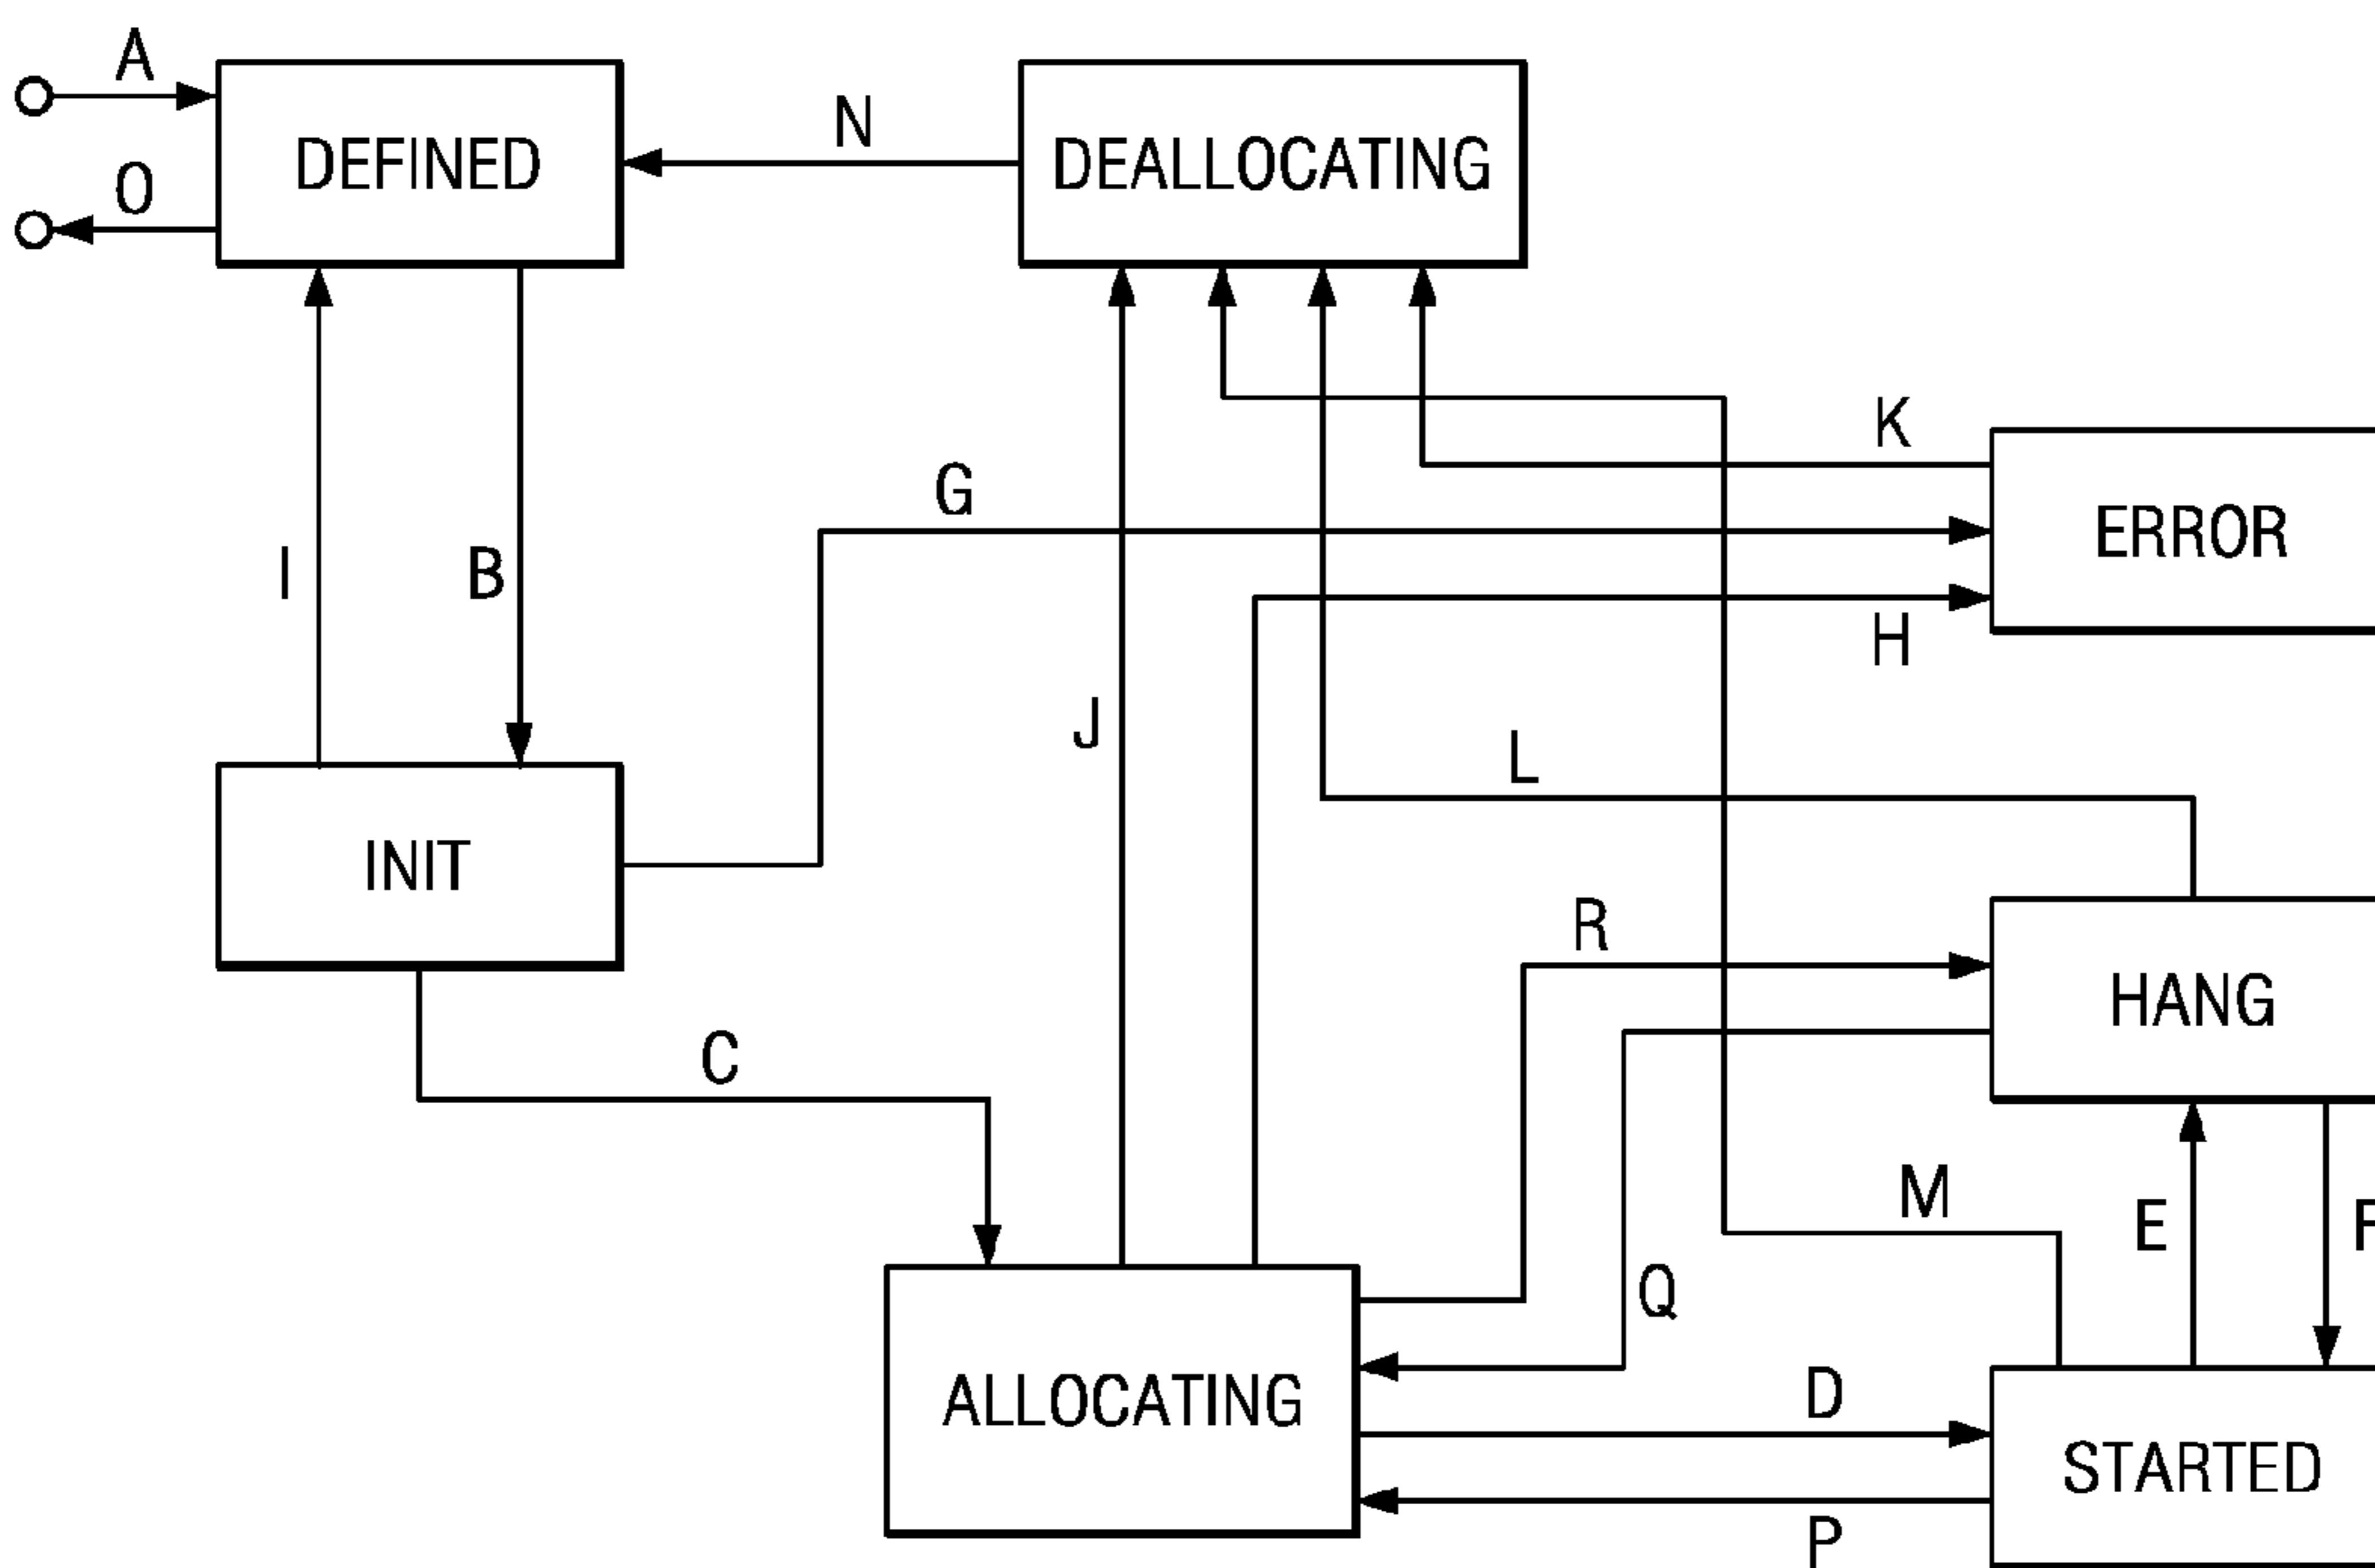 A
O
DEFINED
N
DEALLOCATING
K
G
ERROR
I
B
H
J
L
INIT
R
HANG
C
M
E
Q
ALLOCATING
D
STARTED
P